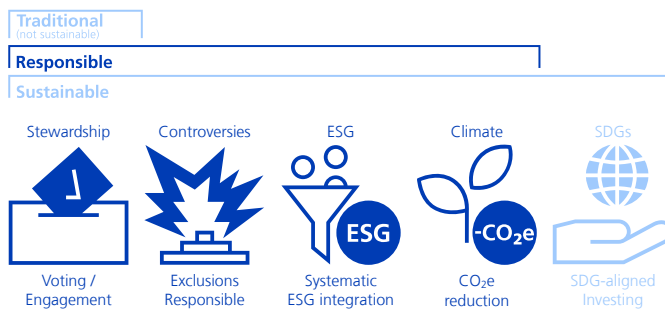 Traditional
(not sustainable)
Responsible
Sustainable
Stewardship
Controversies
ESG
Climate
SDGs
ESG
-CO₂e
Voting /
Engagement
Exclusions
Responsible
Systematic
ESG integration
CO₂e
reduction
SDG-aligned
Investing